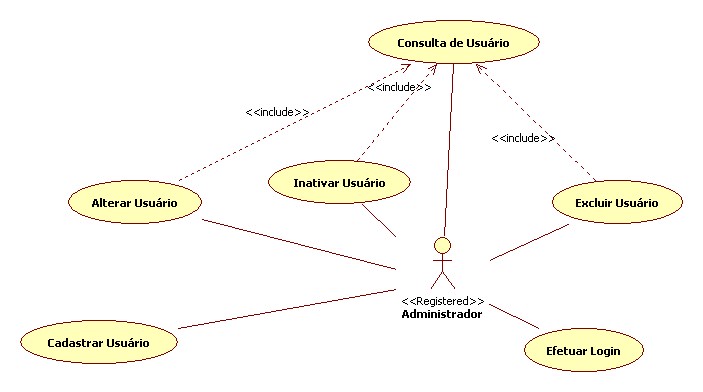 Consulta de Usuário
<<include>>
<<include>>
<<include>>
Inativar Usuário
Alterar Usuário
Excluir Usuário
<<Registered>>
Administrador
Cadastrar Usuário
Efetuar Login